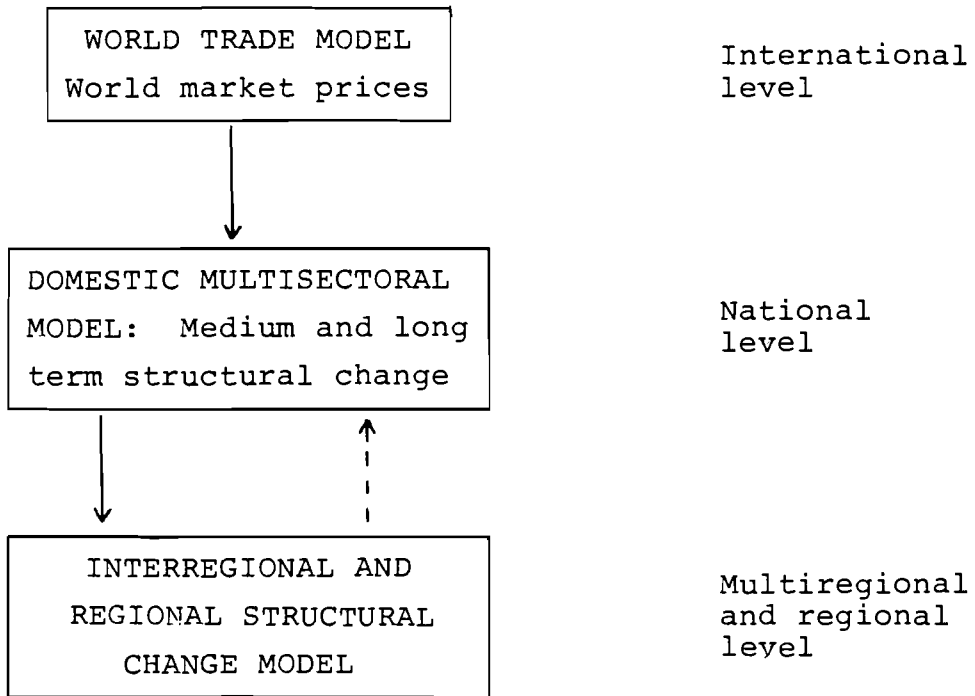 WORLD TRADE MODEL
World market prices
International
level
DOMESTIC MULTISECTORAL
MODEL: Medium and long
term structural change
National
level
INTERREGIONAL AND
REGIONAL STRUCTURAL
CHANGE MODEL
Multiregional
and regional
level